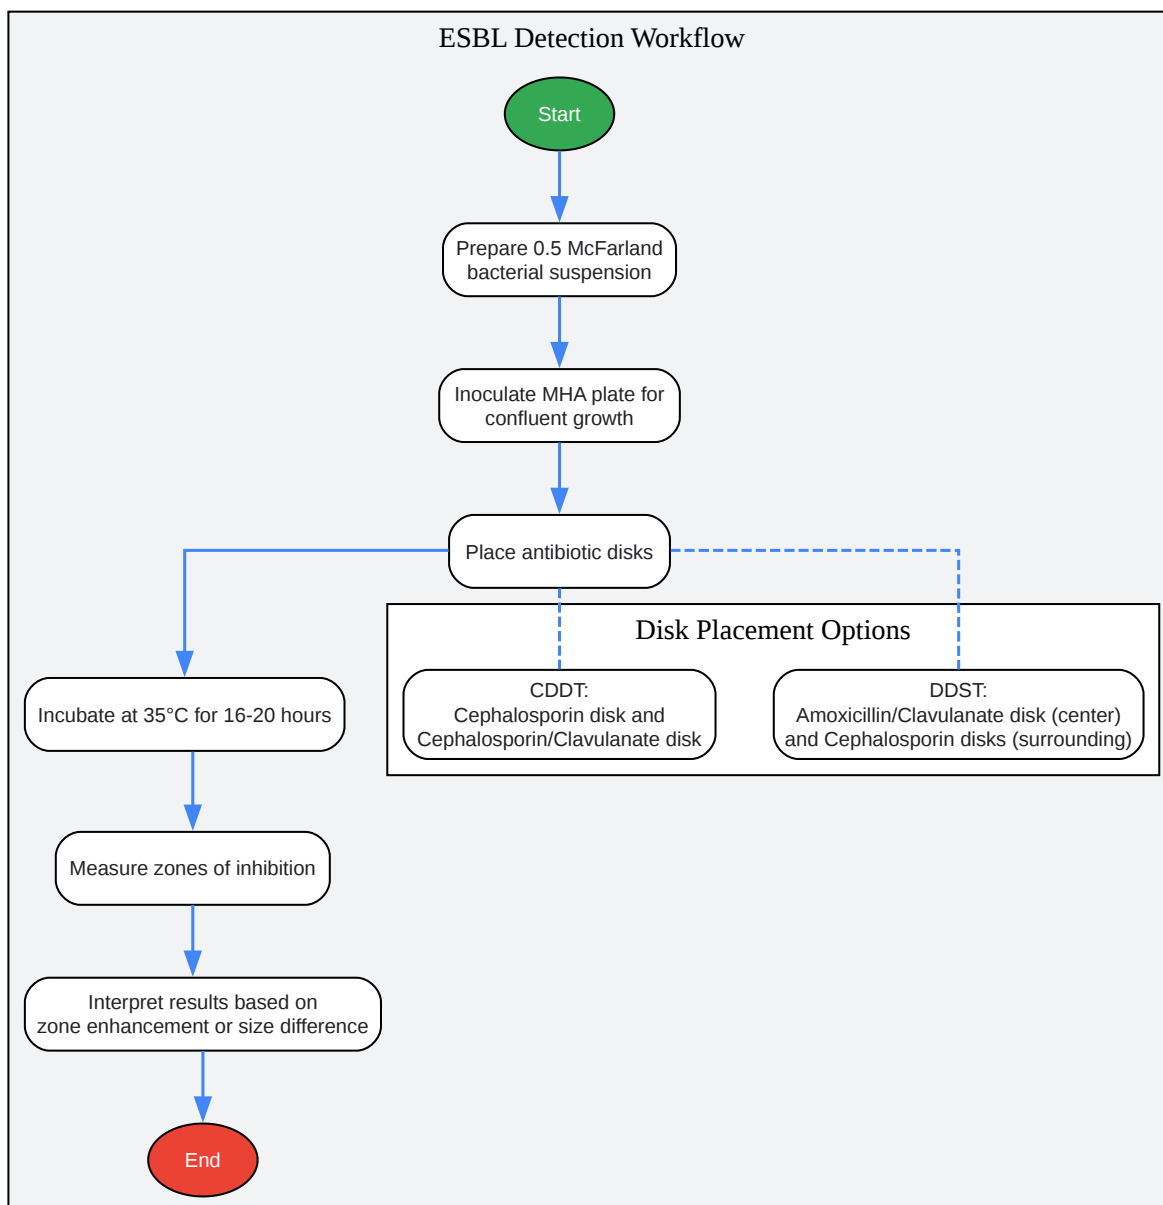 ESBL Detection Workflow
Start
Prepare 0.5 McFarland
bacterial suspension
Inoculate MHA plate for
confluent growth
Place antibiotic disks
Disk Placement Options
CDDT:
Cephalosporin disk and
Cephalosporin/Clavulanate disk
DDST:
Amoxicillin/Clavulanate disk (center)
and Cephalosporin disks (surrounding)
Incubate at 35°C for 16-20 hours
Measure zones of inhibition
Interpret results based on
zone enhancement or size difference
End